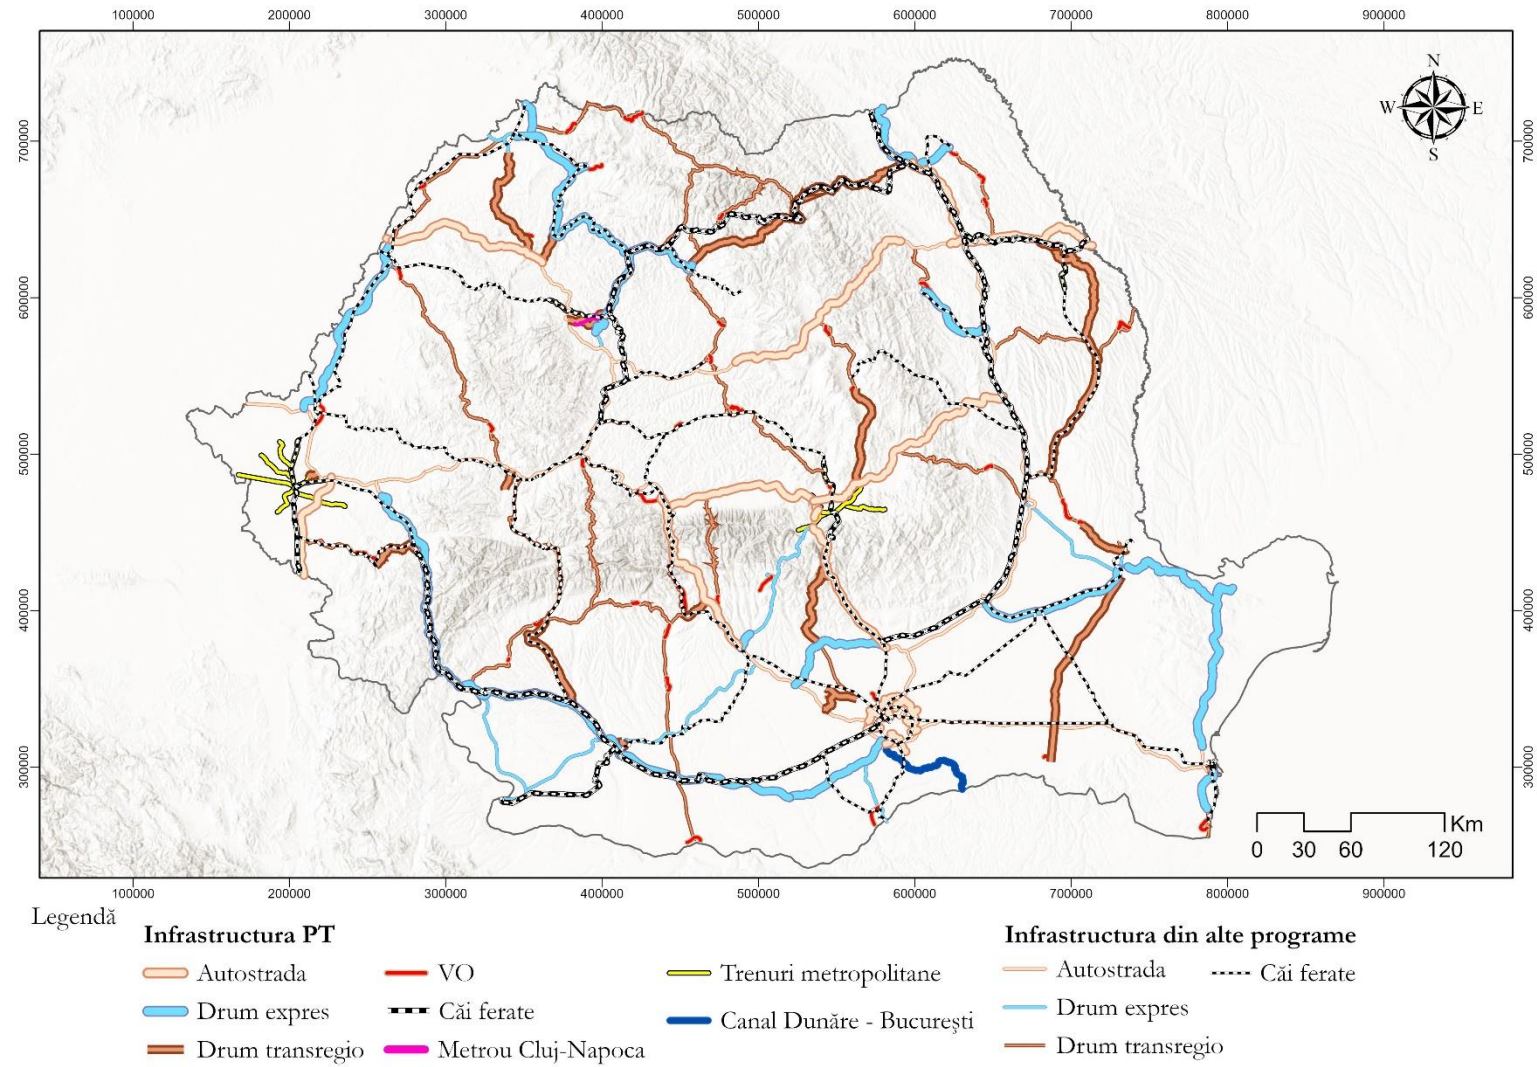 100000 200000 300000 400000 500000 600000 700000 800000 900000
N
W E
S
700000 700000
600000 600000
500000 500000
400000 400000
300000 300000
Km
0 30 60 120
100000 200000 300000 400000 500000 600000 700000 800000 900000
Legendă
Infrastructura PT
Autostrada
Drum expres
Drum transregio
VO
Căi ferate
Metrou Cluj-Napoca
Trenuri metropolitane
Canal Dunăre - București
Infrastructura din alte programe
Autostrada
Drum expres
Drum transregio
Căi ferate